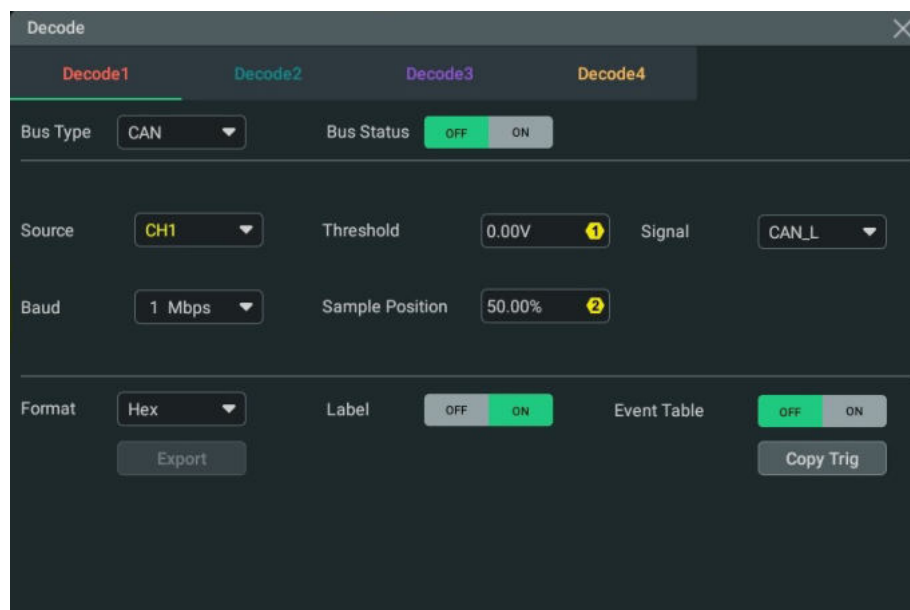 Decode
Decode1 Decode2 Decode3 Decode4
Bus Type CAN Bus Status OFF ON
Source CH1 Threshold 0.00V 1 Signal CAN_L
Baud 1 Mbps Sample Position 50.00% 2
Format Hex Label OFF ON Event Table OFF ON
Export Copy Trig